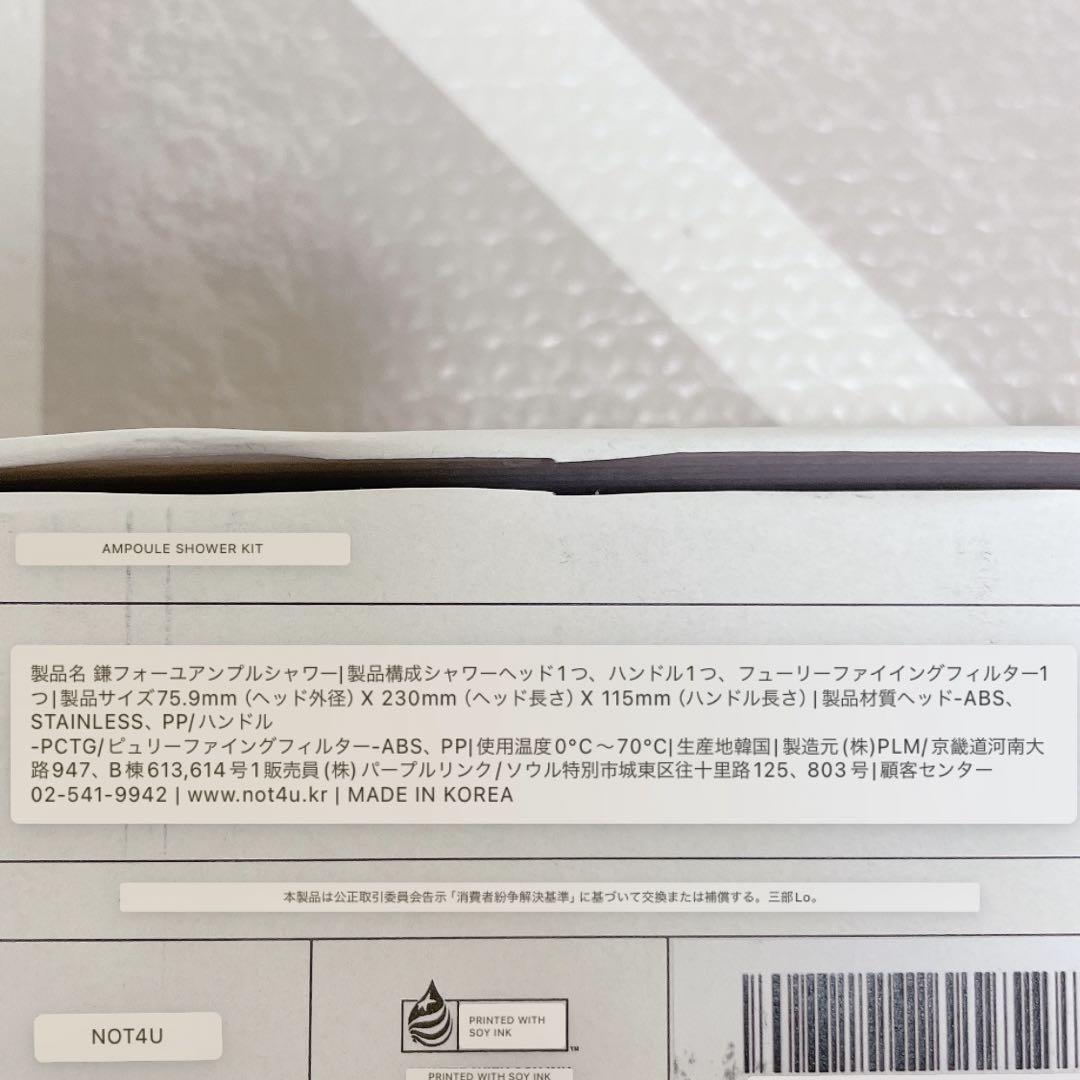 AMPOULE SHOWER KIT
製品名 鎌フォーユアンプルシャワー|製品構成シャワーヘッド1つ、ハンドル1つ、フューリーファイイングフィルター1
つ|製品サイズ75.9mm (ヘッド外径) X 230mm (ヘッド長さ) X 115mm (ハンドル長さ) |製品材質ヘッド-ABS、
STAINLESS、PP/ハンドル
-PCTG/ピュリーファイングフィルター-ABS、PP|使用温度0°C～70°C|生産地韓国|製造元(株)PLM/京畿道河南大
路947、B棟613,614号1販売員(株)パープルリンク/ソウル特別市城東区往十里路125、803号|顧客センター
02-541-9942 | www.not4u.kr | MADE IN KOREA
本製品は公正取引委員会告示「消費者紛争解決基準」に基づいて交換または補償する。三部Lo。
NOT4U
PRINTED WITH
SOY INK
™
PRINTED WITH SOY INK